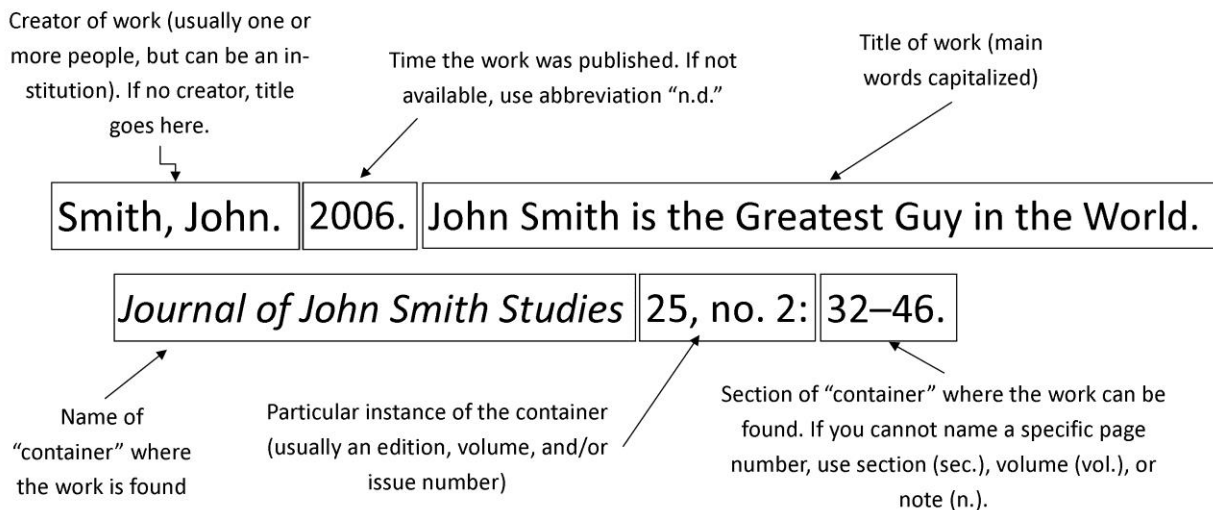 Creator of work (usually one or
more people, but can be an in-
stitution). If no creator, title
goes here.
Time the work was published. If not
available, use abbreviation “n.d.”
Title of work (main
words capitalized)
Smith, John. 2006. John Smith is the Greatest Guy in the World.
Journal of John Smith Studies 25, no. 2: 32–46.
Name of
“container” where
the work is found
Particular instance of the container
(usually an edition, volume, and/or
issue number)
Section of “container” where the work can be
found. If you cannot name a specific page
number, use section (sec.), volume (vol.), or
note (n.).